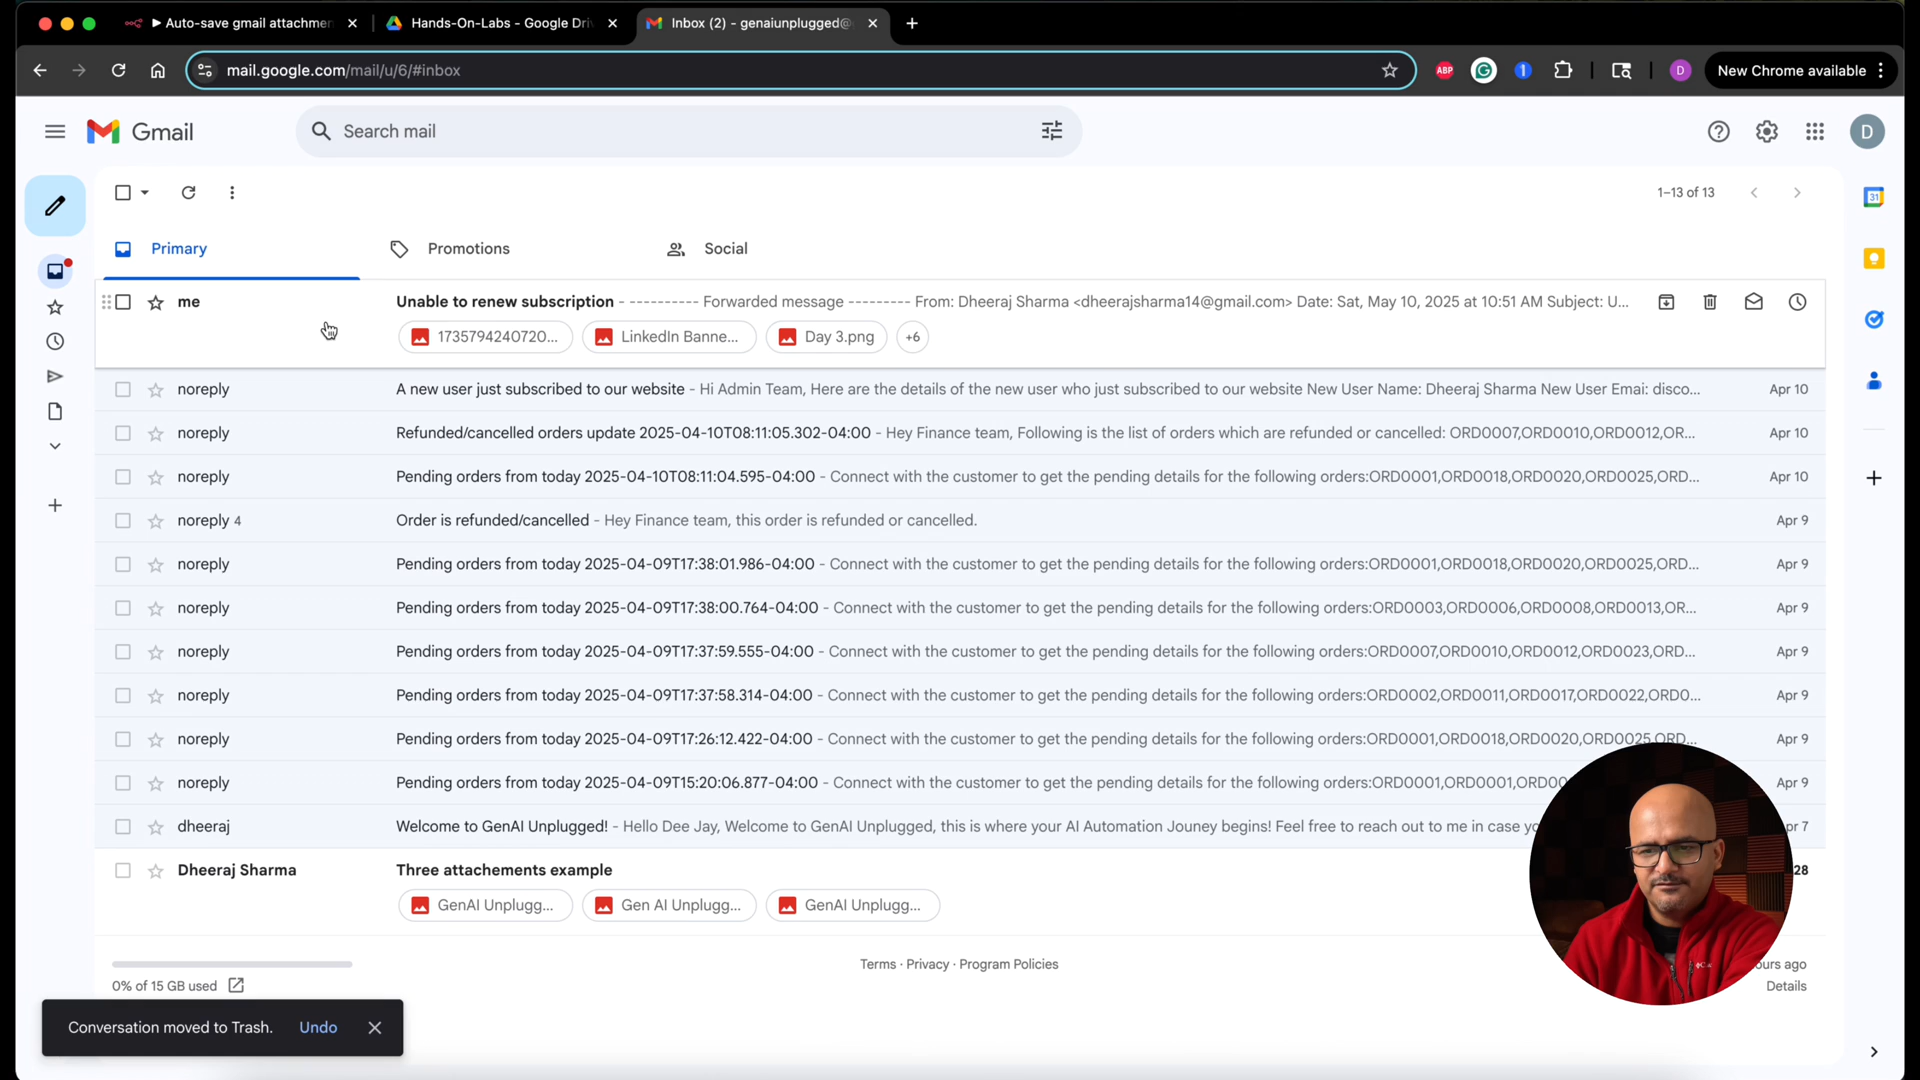 Auto-save gmail attachmen
Hands-On-Labs - Google Dri
Inbox (2) - genaiunplugged@
mail.google.com/mail/u/6/#inbox
ABP
1
D
New Chrome available
Gmail
Search mail
D
1–13 of 13
31
Primary
Promotions
Social
me
Unable to renew subscription - ---------- Forwarded message --------- From: Dheeraj Sharma <dheerajsharma14@gmail.com> Date: Sat, May 10, 2025 at 10:51 AM Subject: U...
1735794240720...
LinkedIn Banne...
Day 3.png
+6
noreply
A new user just subscribed to our website - Hi Admin Team, Here are the details of the new user who just subscribed to our website New User Name: Dheeraj Sharma New User Emai: disco...
Apr 10
noreply
Refunded/cancelled orders update 2025-04-10T08:11:05.302-04:00 - Hey Finance team, Following is the list of orders which are refunded or cancelled: ORD0007,ORD0010,ORD0012,OR...
Apr 10
noreply
Pending orders from today 2025-04-10T08:11:04.595-04:00 - Connect with the customer to get the pending details for the following orders:ORD0001,ORD0018,ORD0020,ORD0025,ORD...
Apr 10
noreply 4
Order is refunded/cancelled - Hey Finance team, this order is refunded or cancelled.
Apr 9
noreply
Pending orders from today 2025-04-09T17:38:01.986-04:00 - Connect with the customer to get the pending details for the following orders:ORD0001,ORD0018,ORD0020,ORD0025,ORD...
Apr 9
noreply
Pending orders from today 2025-04-09T17:38:00.764-04:00 - Connect with the customer to get the pending details for the following orders:ORD0003,ORD0006,ORD0008,ORD0013,OR...
Apr 9
noreply
Pending orders from today 2025-04-09T17:37:59.555-04:00 - Connect with the customer to get the pending details for the following orders:ORD0007,ORD0010,ORD0012,ORD0023,ORD...
Apr 9
noreply
Pending orders from today 2025-04-09T17:37:58.314-04:00 - Connect with the customer to get the pending details for the following orders:ORD0002,ORD0011,ORD0017,ORD0022,ORD0...
Apr 9
noreply
Pending orders from today 2025-04-09T17:26:12.422-04:00 - Connect with the customer to get the pending details for the following orders:ORD0001,ORD0018,ORD0020,ORD0025,ORD...
Apr 9
noreply
Pending orders from today 2025-04-09T15:20:06.877-04:00 - Connect with the customer to get the pending details for the following orders:ORD0001,ORD0001,ORD00
Apr 9
dheeraj
Welcome to GenAI Unplugged! - Hello Dee Jay, Welcome to GenAI Unplugged, this is where your AI Automation Jouney begins! Feel free to reach out to me in case yo
pr 7
Dheeraj Sharma
Three attachements example
28
GenAI Unplugg...
Gen AI Unplugg...
GenAI Unplugg...
Terms · Privacy · Program Policies
ours ago
0% of 15 GB used
Details
Conversation moved to Trash.
Undo